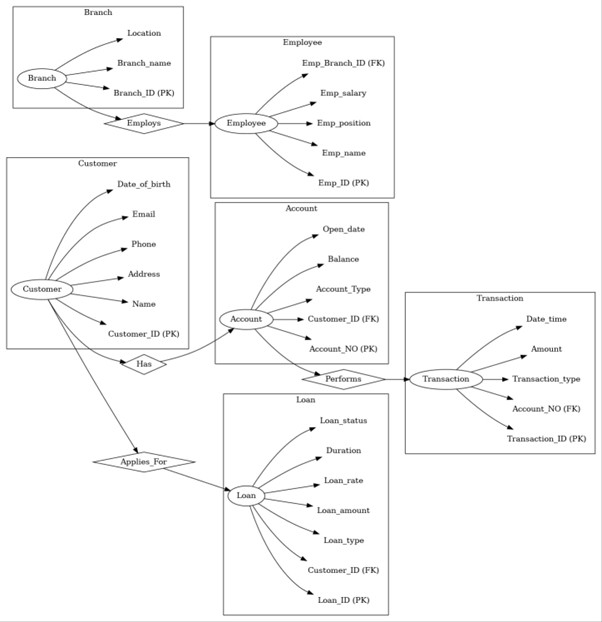 Branch
Location
Branch_name
Branch
Branch_ID (PK)
Employs
Employee
Emp_Branch_ID (FK)
Emp_salary
Employee
Emp_position
Emp_name
Emp_ID (PK)
Customer
Date_of_birth
Email
Phone
Address
Customer
Name
Customer_ID (PK)
Has
Account
Open_date
Balance
Account_Type
Account
Customer_ID (FK)
Account_NO (PK)
Performs
Transaction
Date_time
Amount
Transaction
Transaction_type
Account_NO (FK)
Transaction_ID (PK)
Applies_For
Loan
Loan_status
Duration
Loan_rate
Loan
Loan_amount
Loan_type
Customer_ID (FK)
Loan_ID (PK)